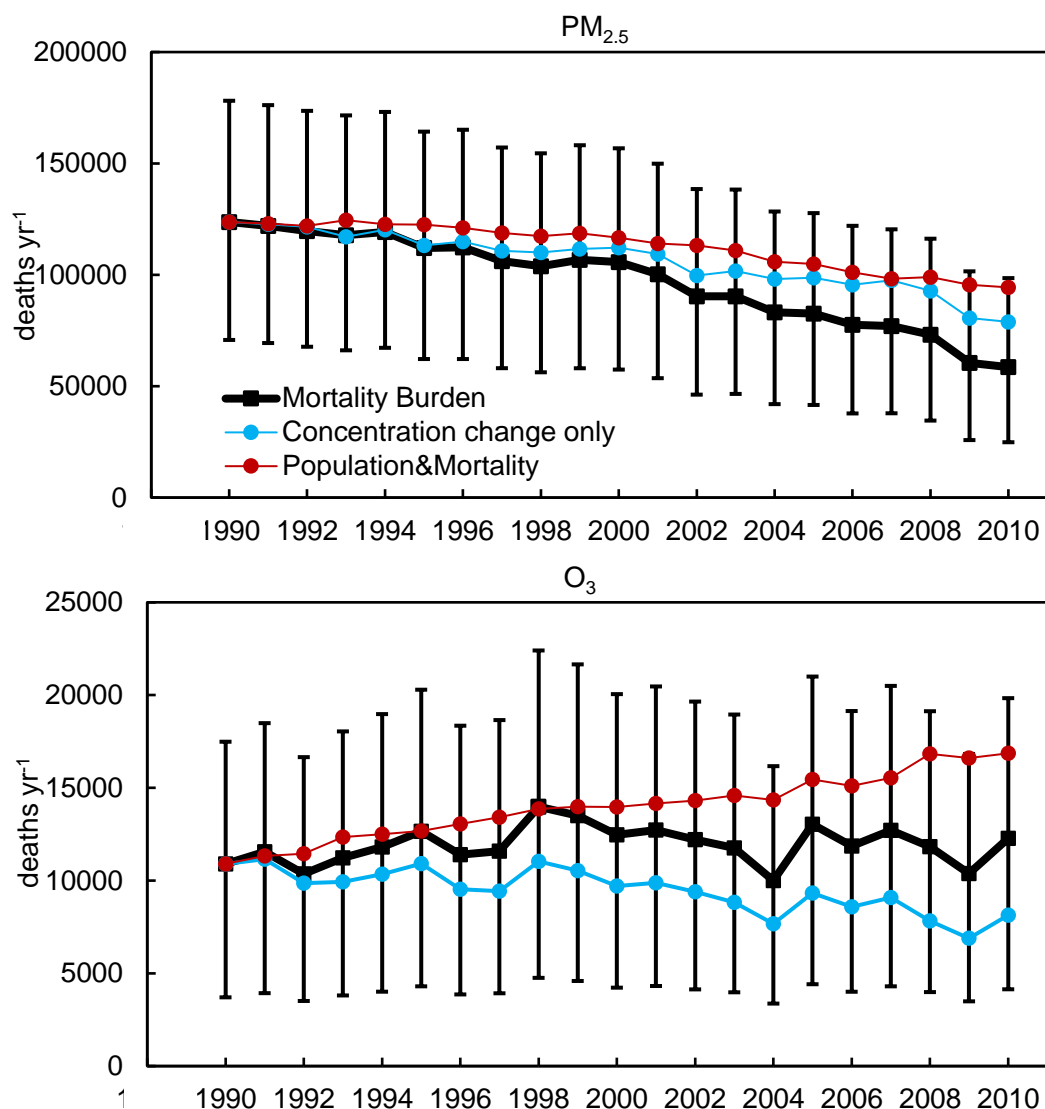 PM2.5
200000
150000
100000
50000
0
deaths yr-1
Mortality Burden
Concentration change only
Population&Mortality
1990 1992 1994 1996 1998 2000 2002 2004 2006 2008 2010
O3
25000
20000
15000
10000
5000
0
deaths yr-1
1990 1992 1994 1996 1998 2000 2002 2004 2006 2008 2010